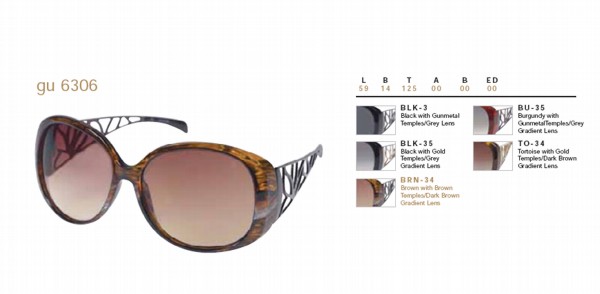 gu 6306
L B T A B ED
59 14 125 00 00 00
BLK-3
Black with Gunmetal
Temples/Grey Lens
BLK-35
Black with Gold
Temples/Grey
Gradient Lens
BRN-34
Brown with Brown
Temples/Dark Brown
Gradient Lens
BU-35
Burgundy with
GunmetalTemples/Grey
Gradient Lens
TO-34
Tortoise with Gold
Temples/Dark Brown
Gradient Lens